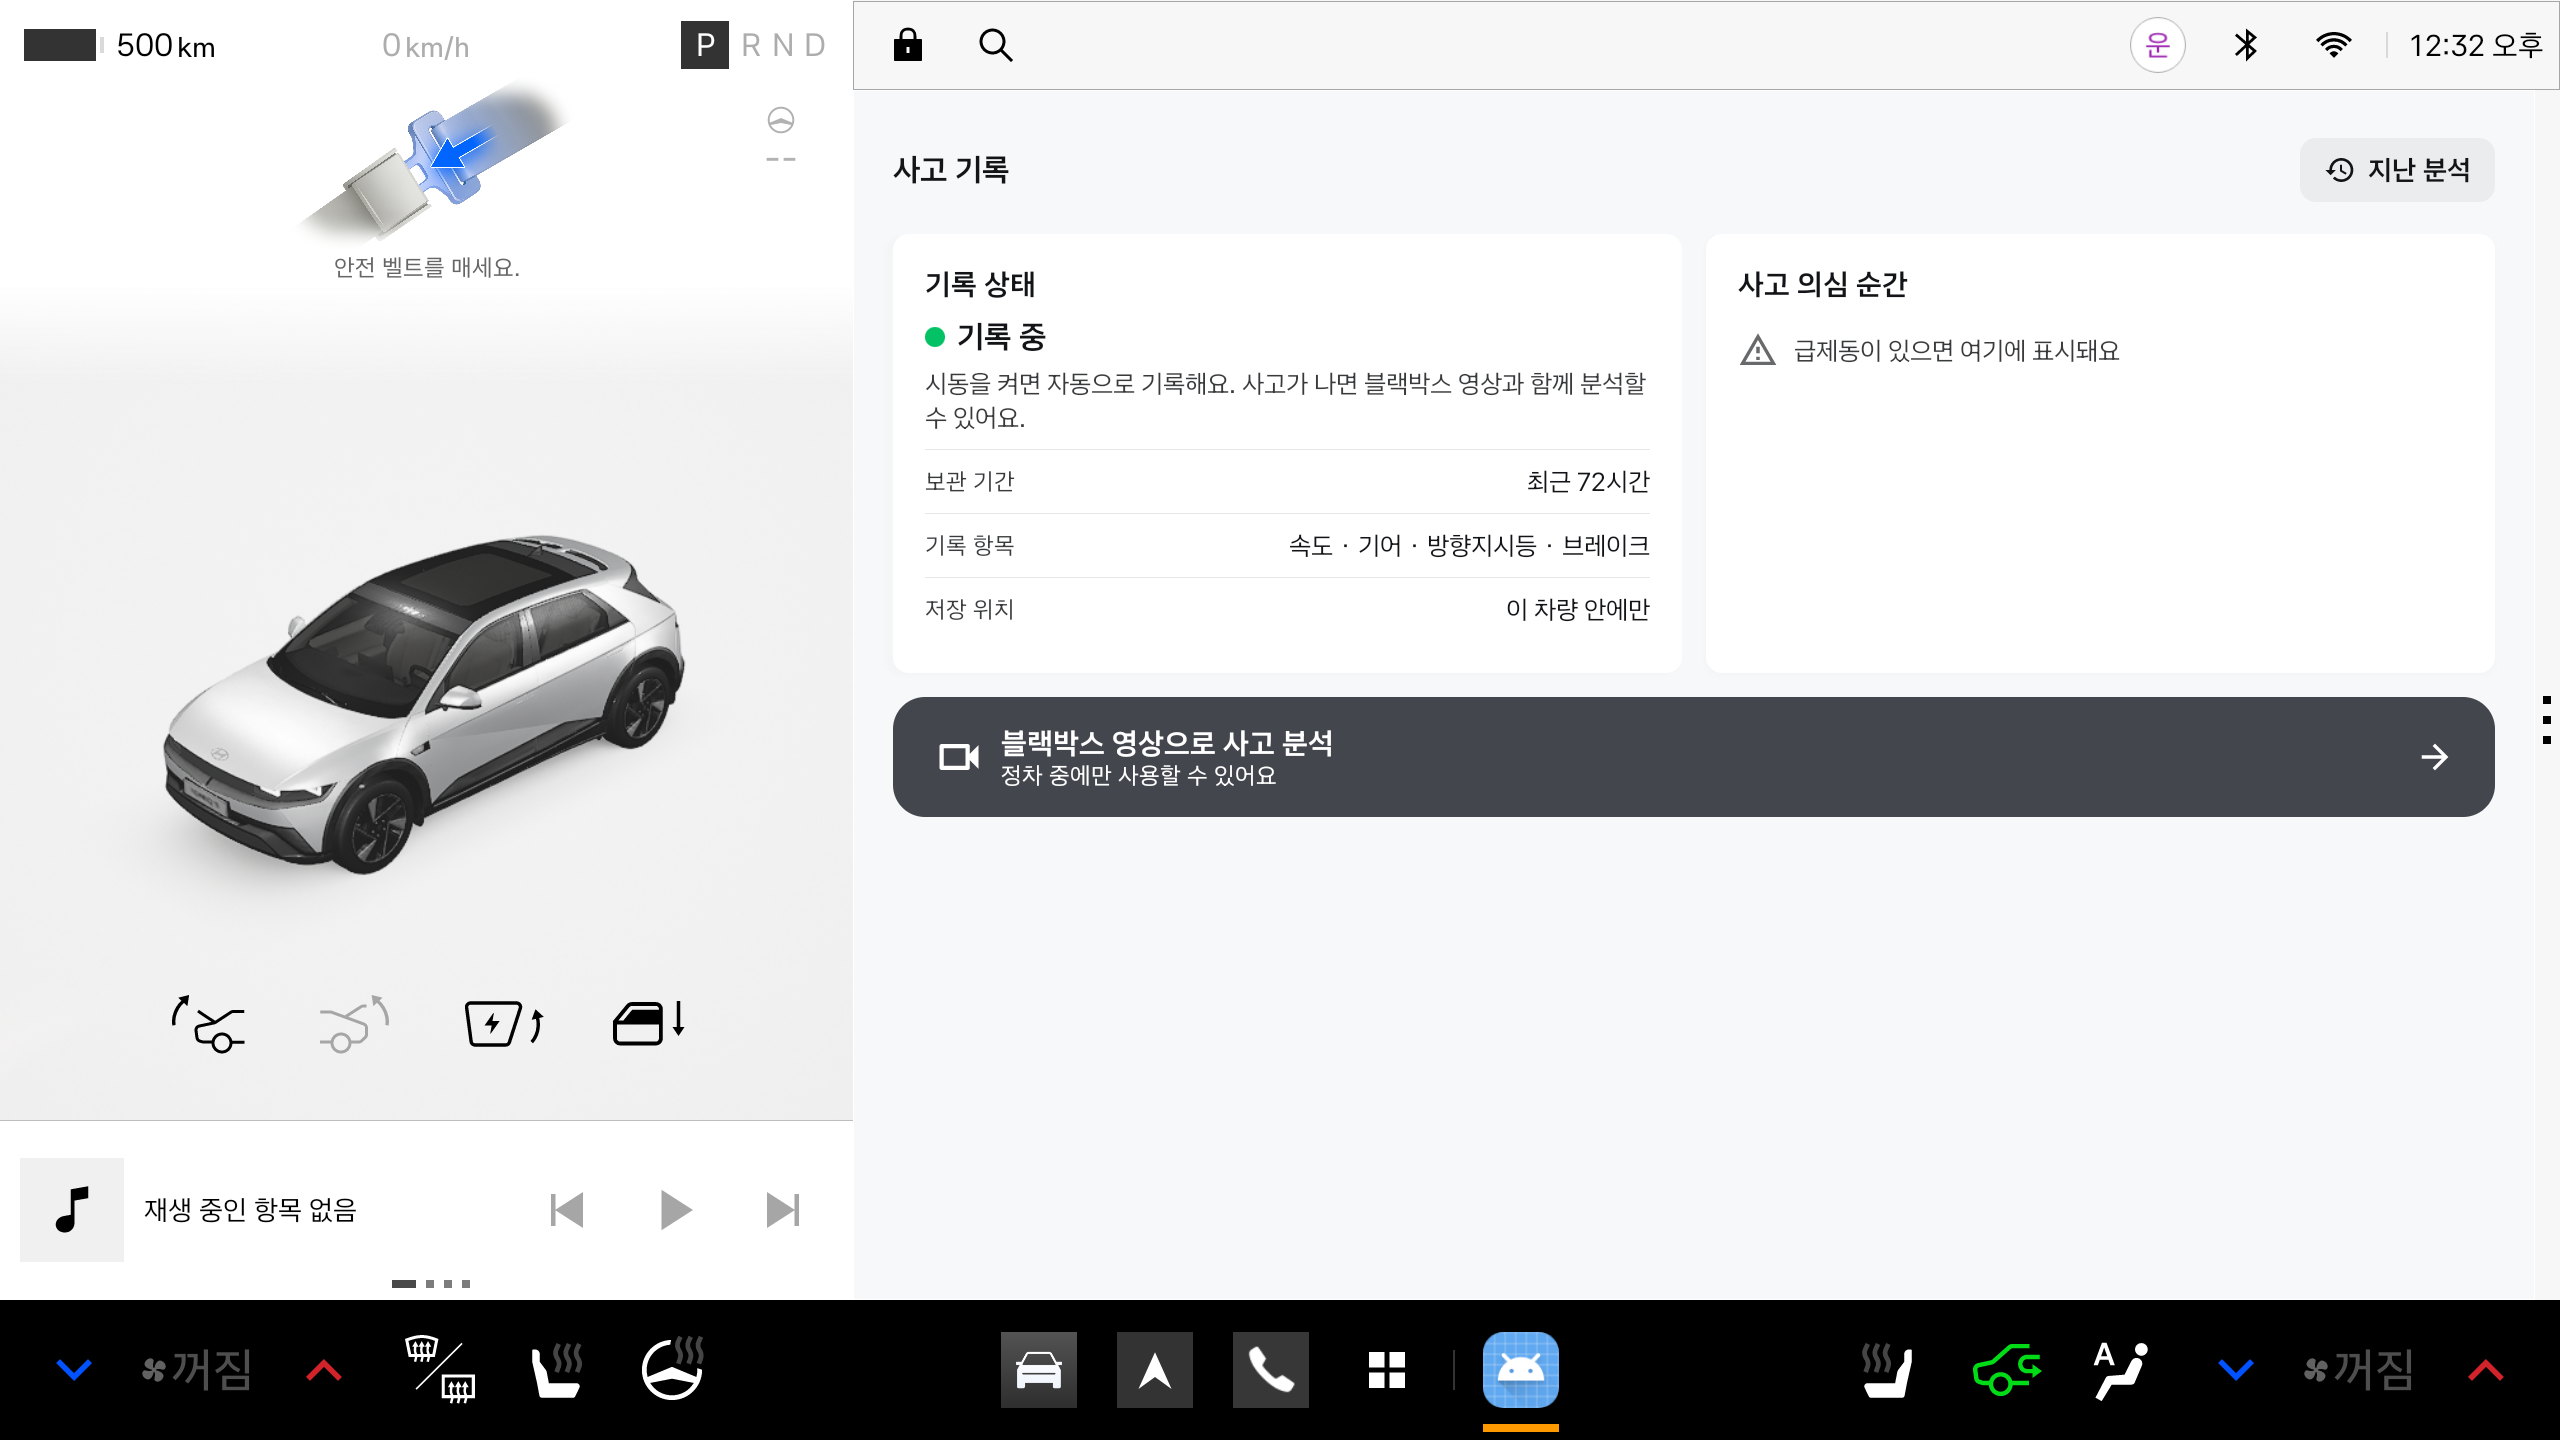 500 km
0 km/h
P R N D
운
12:32 오후
안전 벨트를 매세요.
사고 기록
지난 분석
기록 상태
기록 중
시동을 켜면 자동으로 기록해요. 사고가 나면 블랙박스 영상과 함께 분석할
수 있어요.
보관 기간
최근 72시간
기록 항목
속도 · 기어 · 방향지시등 · 브레이크
저장 위치
이 차량 안에만
사고 의심 순간
급제동이 있으면 여기에 표시돼요
블랙박스 영상으로 사고 분석
정차 중에만 사용할 수 있어요
재생 중인 항목 없음
꺼짐
A
꺼짐